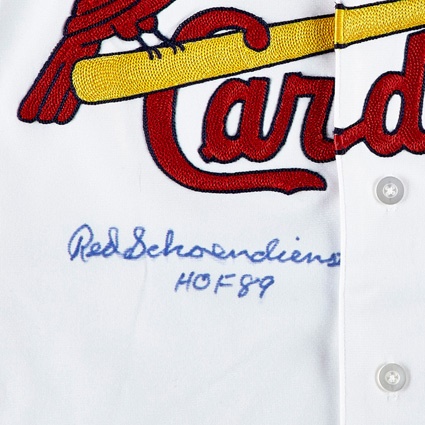 Card
Red Schoendiens
HOF 89